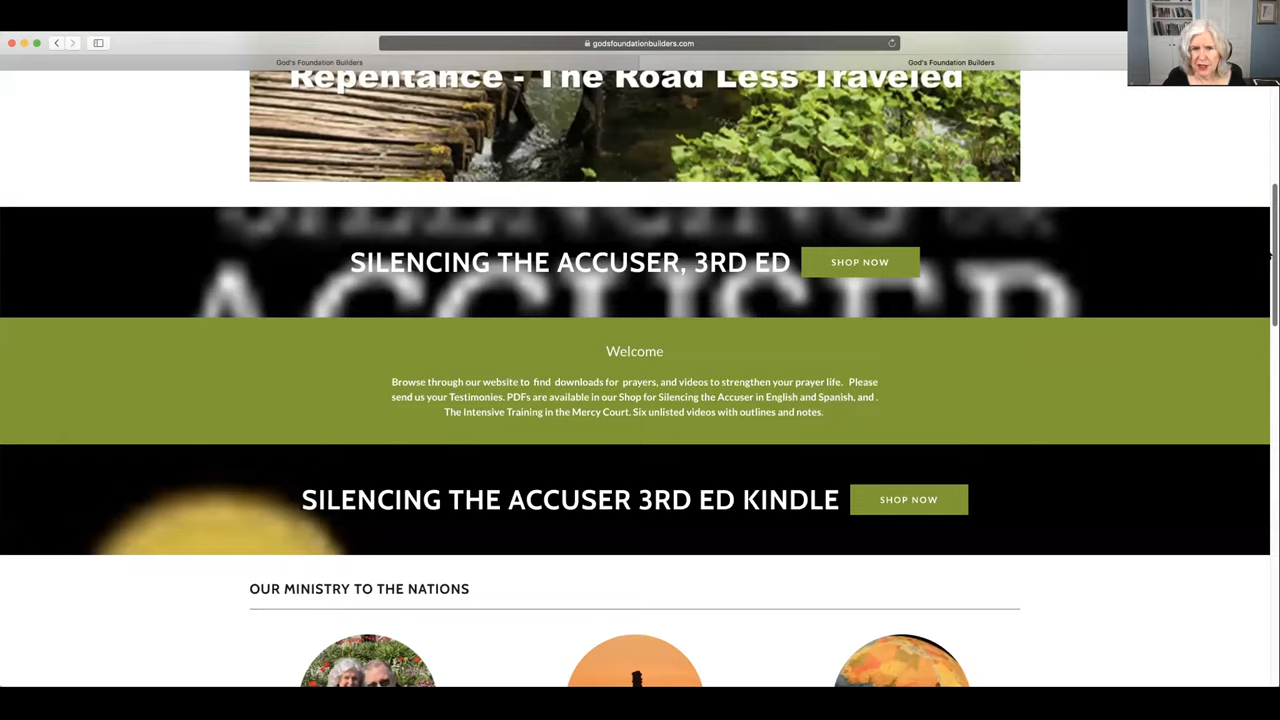 godsfoundationbuilders.com
God's Foundation Builders
God's Foundation Builders
Repentance - The Road Less Traveled
SILENCING THE
ACCUSER
SILENCING THE ACCUSER, 3RD ED
SHOP NOW
Welcome
Browse through our website to find downloads for prayers, and videos to strengthen your prayer life. Please
send us your Testimonies. PDFs are available in our Shop for Silencing the Accuser in English and Spanish, and .
The Intensive Training in the Mercy Court. Six unlisted videos with outlines and notes.
SILENCING THE ACCUSER 3RD ED KINDLE
SHOP NOW
OUR MINISTRY TO THE NATIONS